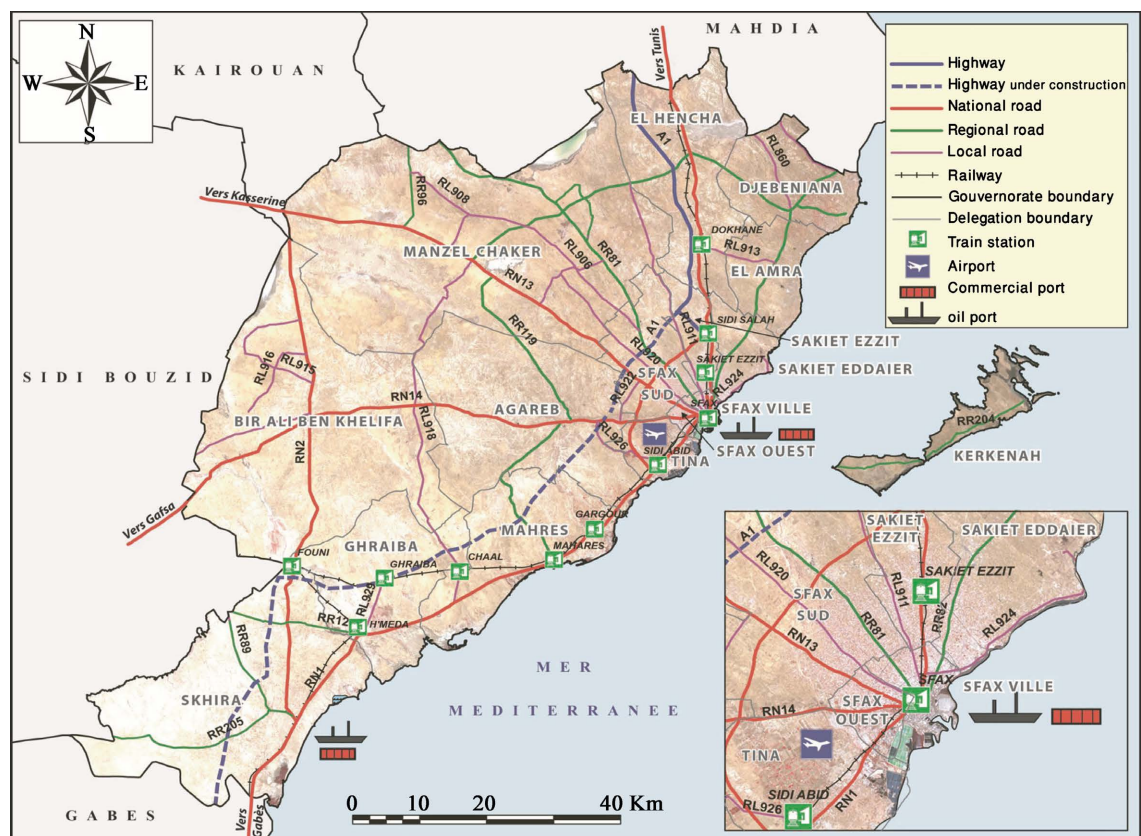 N
W
E
S
KAIROUAN
MAHDIA
Vers Tunis
Highway
Highway under construction
National road
Regional road
Local road
Railway
Gouvernorate boundary
Delegation boundary
Train station
Airport
Commercial port
oil port
EL HENCHA
A1
RL860
DJEBENIANA
Vers Kasserine
RR96
RL908
MANZEL CHAKER
RL906
RR81
DOKHANE
RL913
EL AMRA
RN13
RR119
A1
RL911
SIDI SALAH
SAKIET EZZIT
RL920
SAKIET EZZIT
SAKIET EDDAIER
RL922
SFAX
SUD
RL924
RL916
RL915
SIDI BOUZID
RN14
AGAREB
SFAX
SFAX VILLE
BIR ALI BEN KHELIFA
RL918
RL926
SIDI ABID
SFAX OUEST
TINA
RR204
KERKENAH
RN2
Vers Gafsa
GARGOUR
MAHRES
MAHARES
FOUNI
GHRAIBA
GHRAIBA
CHAAL
RL929
RR12
H'MEDA
RR89
RN1
SKHIRA
RR205
MER
MEDITERRANEE
GABES
Vers
Gabès
0 10 20 40 Km
A1
SAKIET
EZZIT
SAKIET EDDAIER
RL920
SAKIET EZZIT
RL911
SFAX
SUD
RR81
RR82
RL924
RN13
SFAX
SFAX VILLE
RN14
SFAX
OUEST
TINA
SIDI ABID
RL926
RN1